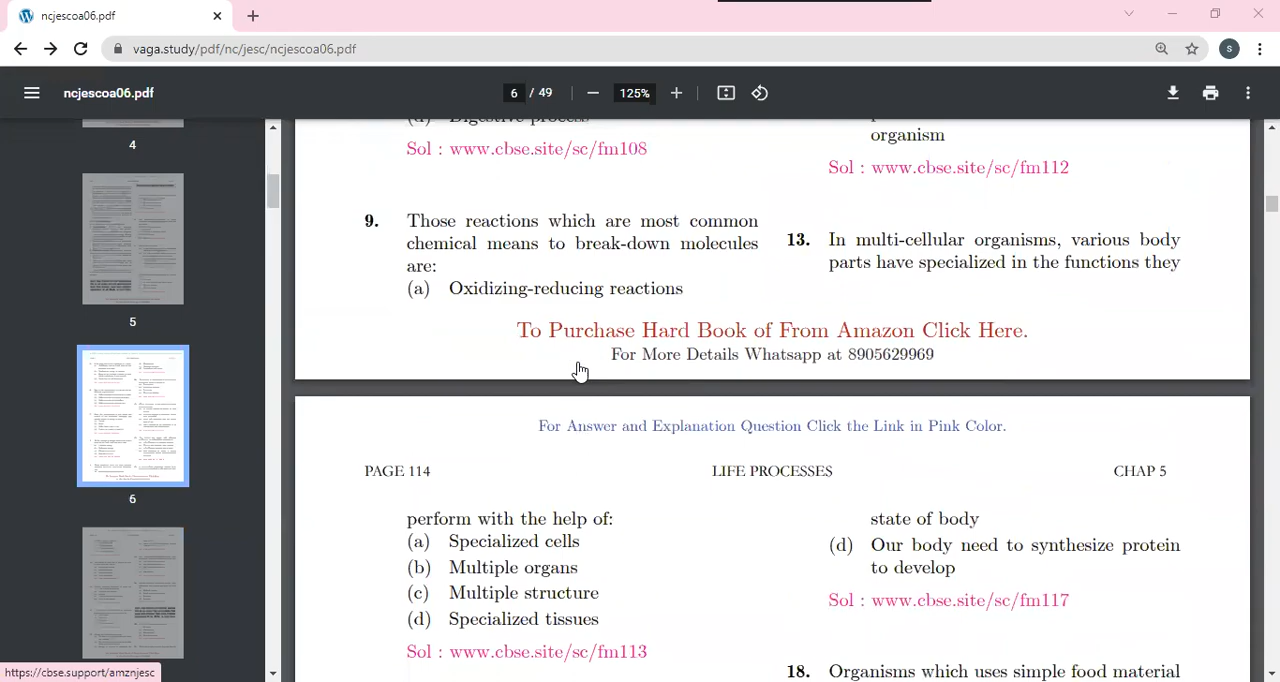 ncjescoa06.pdf
vaga.study/pdf/nc/jesc/ncjescoa06.pdf
S
ncjescoa06.pdf
6 / 49
125%
4
5
6
organism
Sol : www.cbse.site/sc/fm108
Sol : www.cbse.site/sc/fm112
9. Those reactions which are most common
chemical means to break-down molecules
are:
(a) Oxidizing-reducing reactions
13. In multi-cellular organisms, various body
parts have specialized in the functions they
To Purchase Hard Book of From Amazon Click Here.
For More Details Whatsapp at 8905629969
For Answer and Explanation Question Click the Link in Pink Color.
PAGE 114
LIFE PROCESSES
CHAP 5
perform with the help of:
(a) Specialized cells
(b) Multiple organs
(c) Multiple structure
(d) Specialized tissues
Sol : www.cbse.site/sc/fm113
state of body
(d) Our body need to synthesize protein
to develop
Sol : www.cbse.site/sc/fm117
18. Organisms which uses simple food material
https://cbse.support/amznjesc